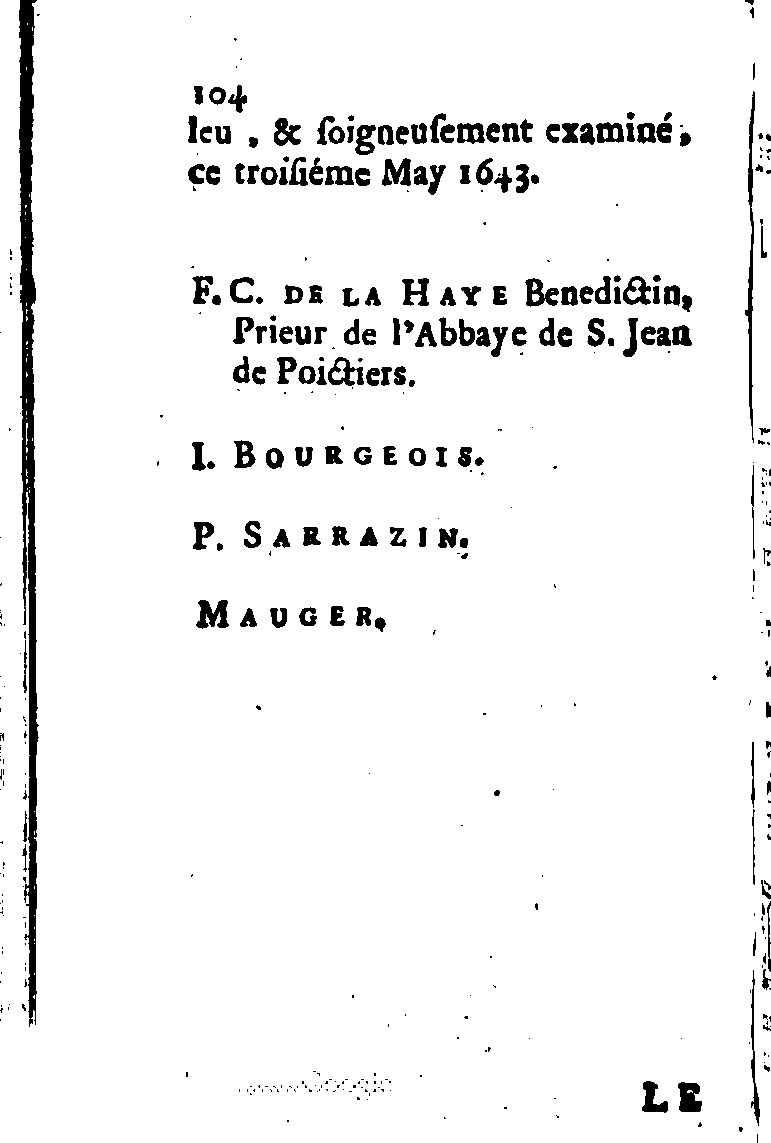 104
leu , & ſoigneuſement examiné,
ce troiſiéme May 1643.
F. C. DE LA HAYE Benedictin,
Prieur de l'Abbaye de S. Jean
de Poictiers.
I. BOURGEOIS.
P. SARRAZIN.
MAUGER.
LE